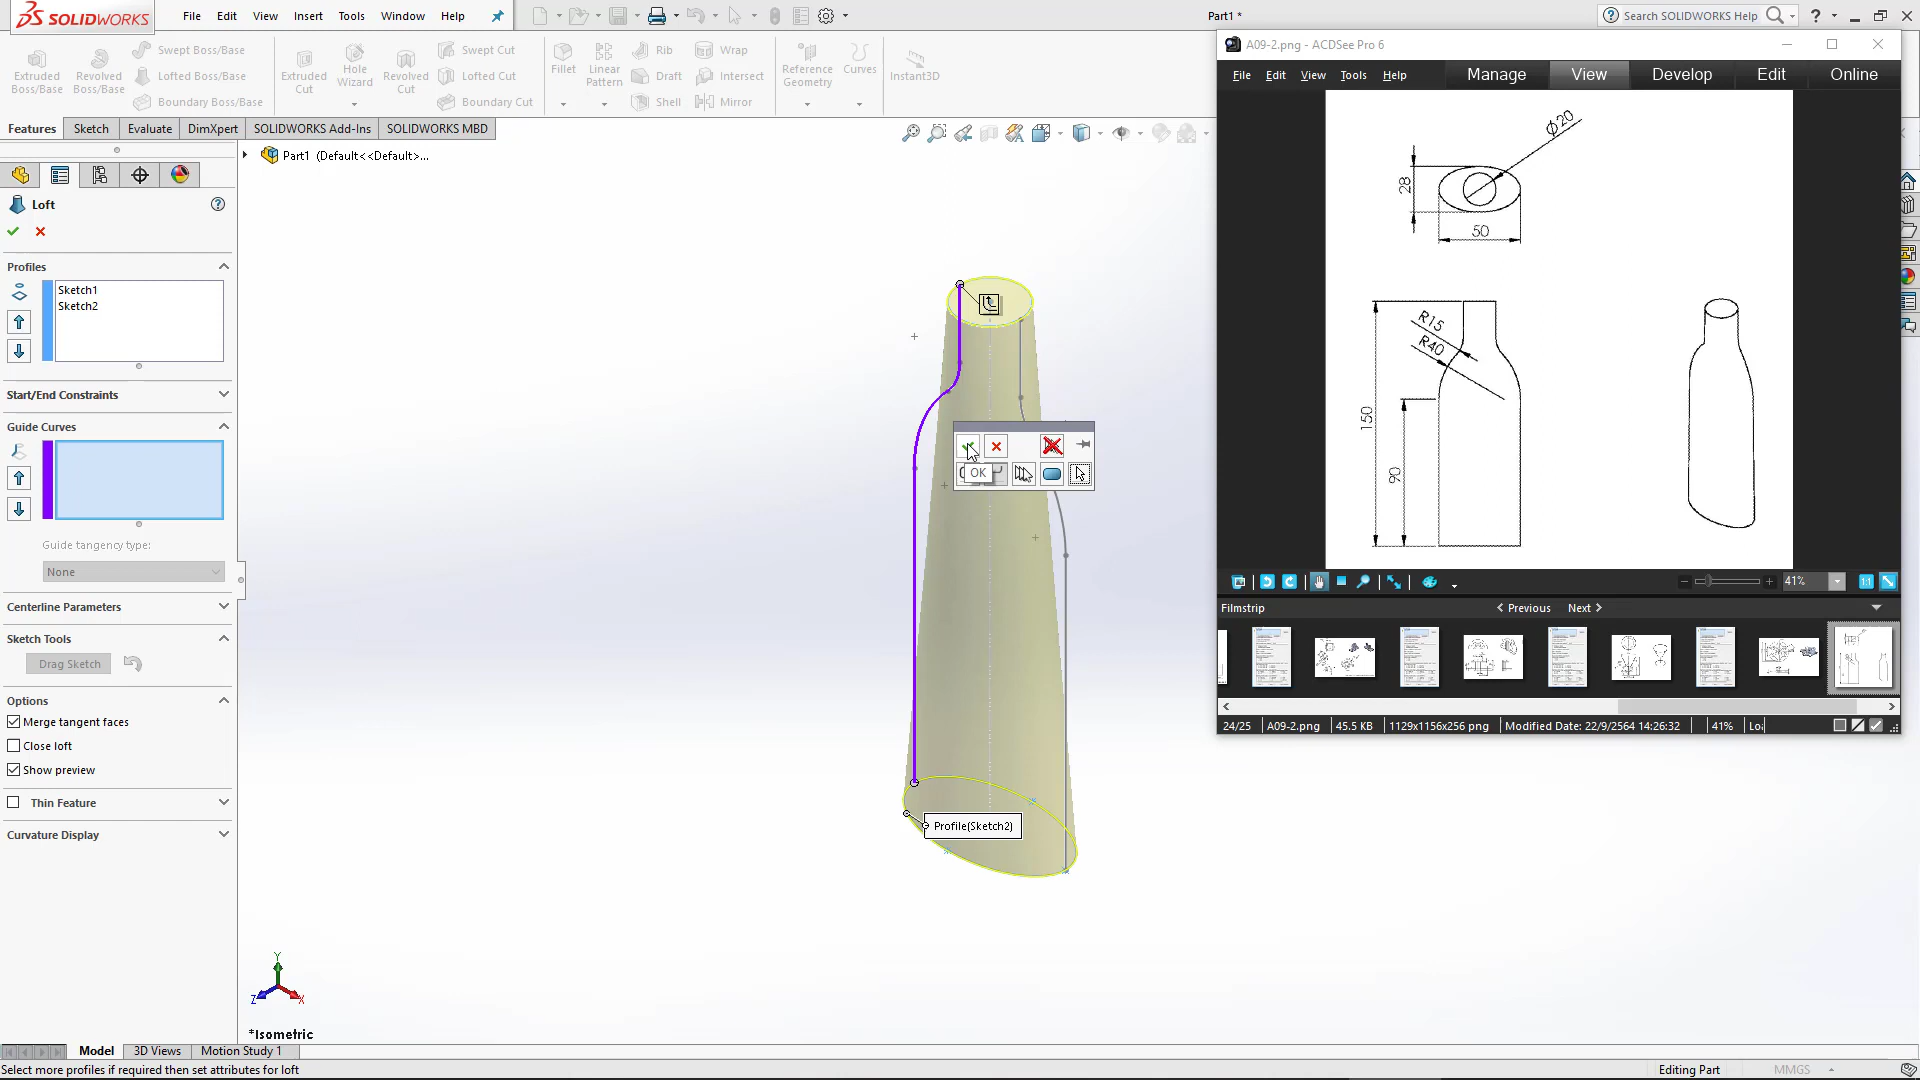 SOLIDWORKS
File Edit View Insert Tools Window Help
Part1 *
Search SOLIDWORKS Help
Extruded Boss/Base
Revolved Boss/Base
Swept Boss/Base
Lofted Boss/Base
Boundary Boss/Base
Extruded Cut
Hole Wizard
Revolved Cut
Swept Cut
Lofted Cut
Boundary Cut
Fillet
Linear Pattern
Rib
Draft
Shell
Wrap
Intersect
Mirror
Reference Geometry
Curves
Instant3D
Features Sketch Evaluate DimXpert SOLIDWORKS Add-Ins SOLIDWORKS MBD
Part1 (Default<<Default>...
Loft
Profiles
Sketch1
Sketch2
Start/End Constraints
Guide Curves
Guide tangency type:
None
Centerline Parameters
Sketch Tools
Drag Sketch
Options
Merge tangent faces
Close loft
Show preview
Thin Feature
Curvature Display
OK
Profile(Sketch2)
Y
Z
X
*Isometric
Model 3D Views Motion Study 1
Select more profiles if required then set attributes for loft
Editing Part
MMGS
A09-2.png - ACDSee Pro 6
File Edit View Tools Help
Manage View Develop Edit Online
Φ20
28
50
R15
R40
150
90
41%
Filmstrip
Previous Next
24/25 A09-2.png 45.5 KB 1129x1156x256 png Modified Date: 22/9/2564 14:26:32 41%